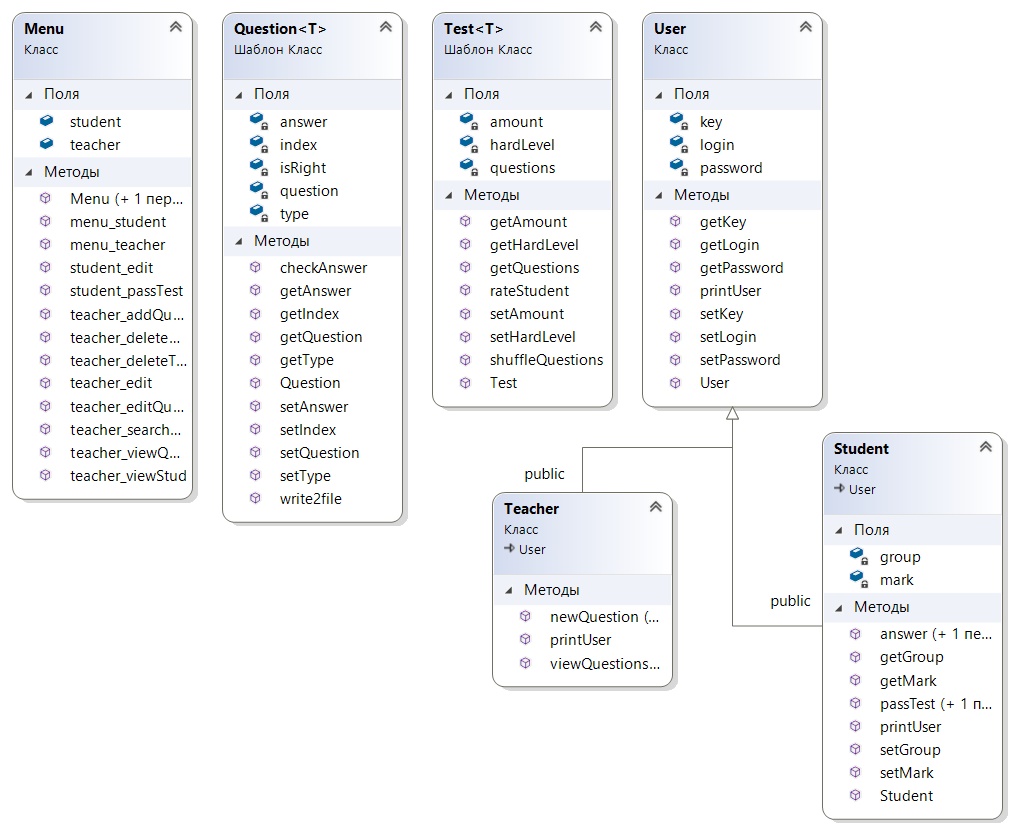 Menu
Класс
Поля
student
teacher
Методы
Menu (+ 1 пер...
menu_student
menu_teacher
student_edit
student_passTest
teacher_addQu...
teacher_delete...
teacher_deleteT...
teacher_edit
teacher_editQu...
teacher_search...
teacher_viewQ...
teacher_viewStud
Question<T>
Шаблон Класс
Поля
answer
index
isRight
question
type
Методы
checkAnswer
getAnswer
getIndex
getQuestion
getType
Question
setAnswer
setIndex
setQuestion
setType
write2file
Test<T>
Шаблон Класс
Поля
amount
hardLevel
questions
Методы
getAmount
getHardLevel
getQuestions
rateStudent
setAmount
setHardLevel
shuffleQuestions
Test
User
Класс
Поля
key
login
password
Методы
getKey
getLogin
getPassword
printUser
setKey
setLogin
setPassword
User
public
Teacher
Класс
User
Методы
newQuestion (...
printUser
viewQuestions...
public
Student
Класс
User
Поля
group
mark
Методы
answer (+ 1 пе...
getGroup
getMark
passTest (+ 1 п...
printUser
setGroup
setMark
Student